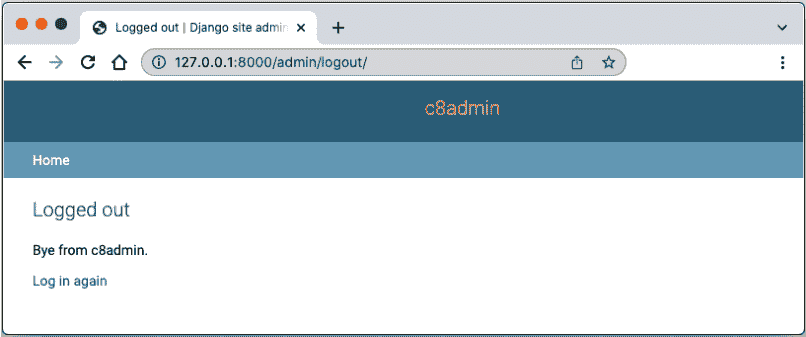 Logged out | Django site admin
127.0.0.1:8000/admin/logout/
c8admin
Home
Logged out
Bye from c8admin.
Log in again